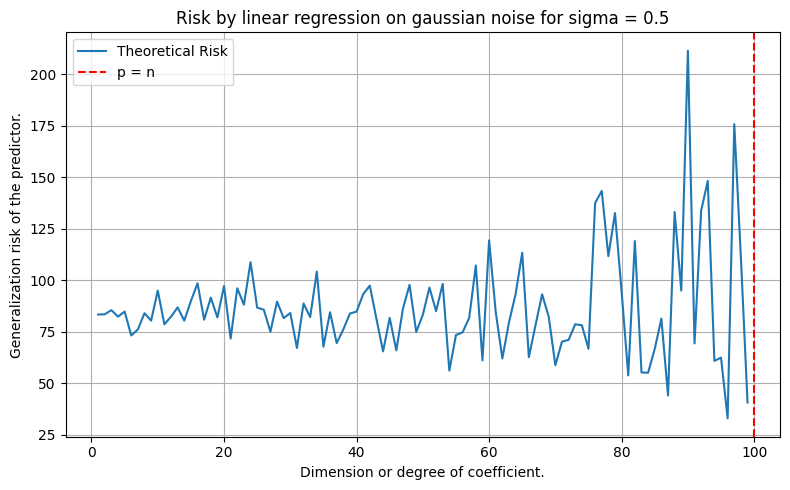 Risk by linear regression on gaussian noise for sigma = 0.5
Theoretical Risk
p = n
Generalization risk of the predictor.
200
175
150
125
100
75
50
25
0
20
40
60
80
100
Dimension or degree of coefficient.